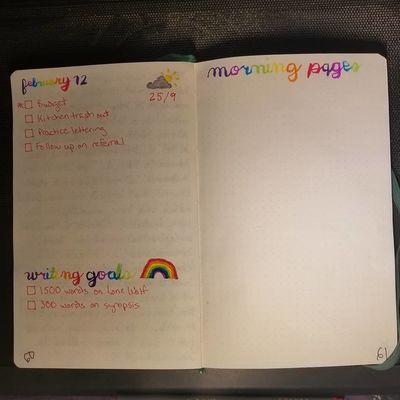 february 12
25/9
* Budget
Kitchen trash out
Practice lettering
Follow up on referral
writing goals
1500 words on Lone Wolf
300 words on synopsis
60
morning pages
61